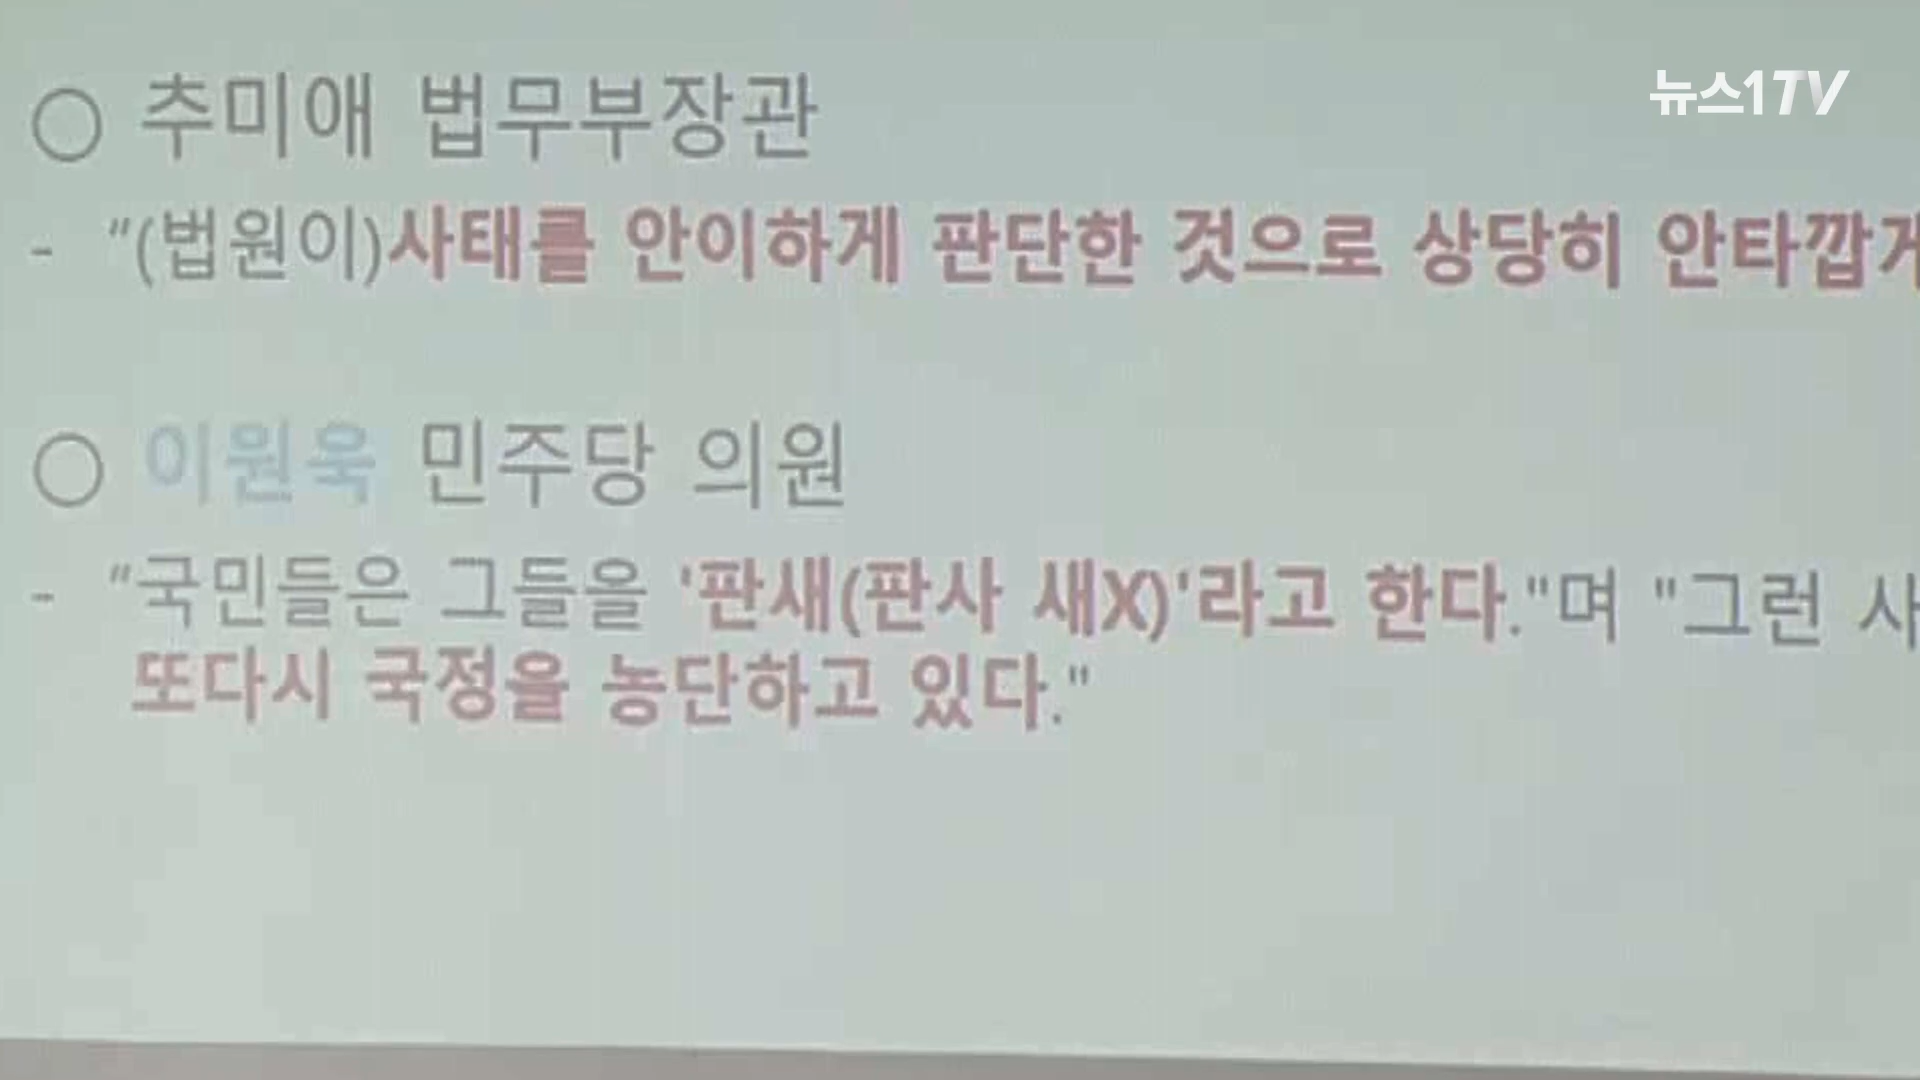 뉴스1TV
○ 추미애 법무부장관
- "(법원이)사태를 안이하게 판단한 것으로 상당히 안타깝게
○ 이원욱 민주당 의원
- "국민들은 그들을 '판새(판사 새X)'라고 한다."며 "그런 사
또다시 국정을 농단하고 있다."